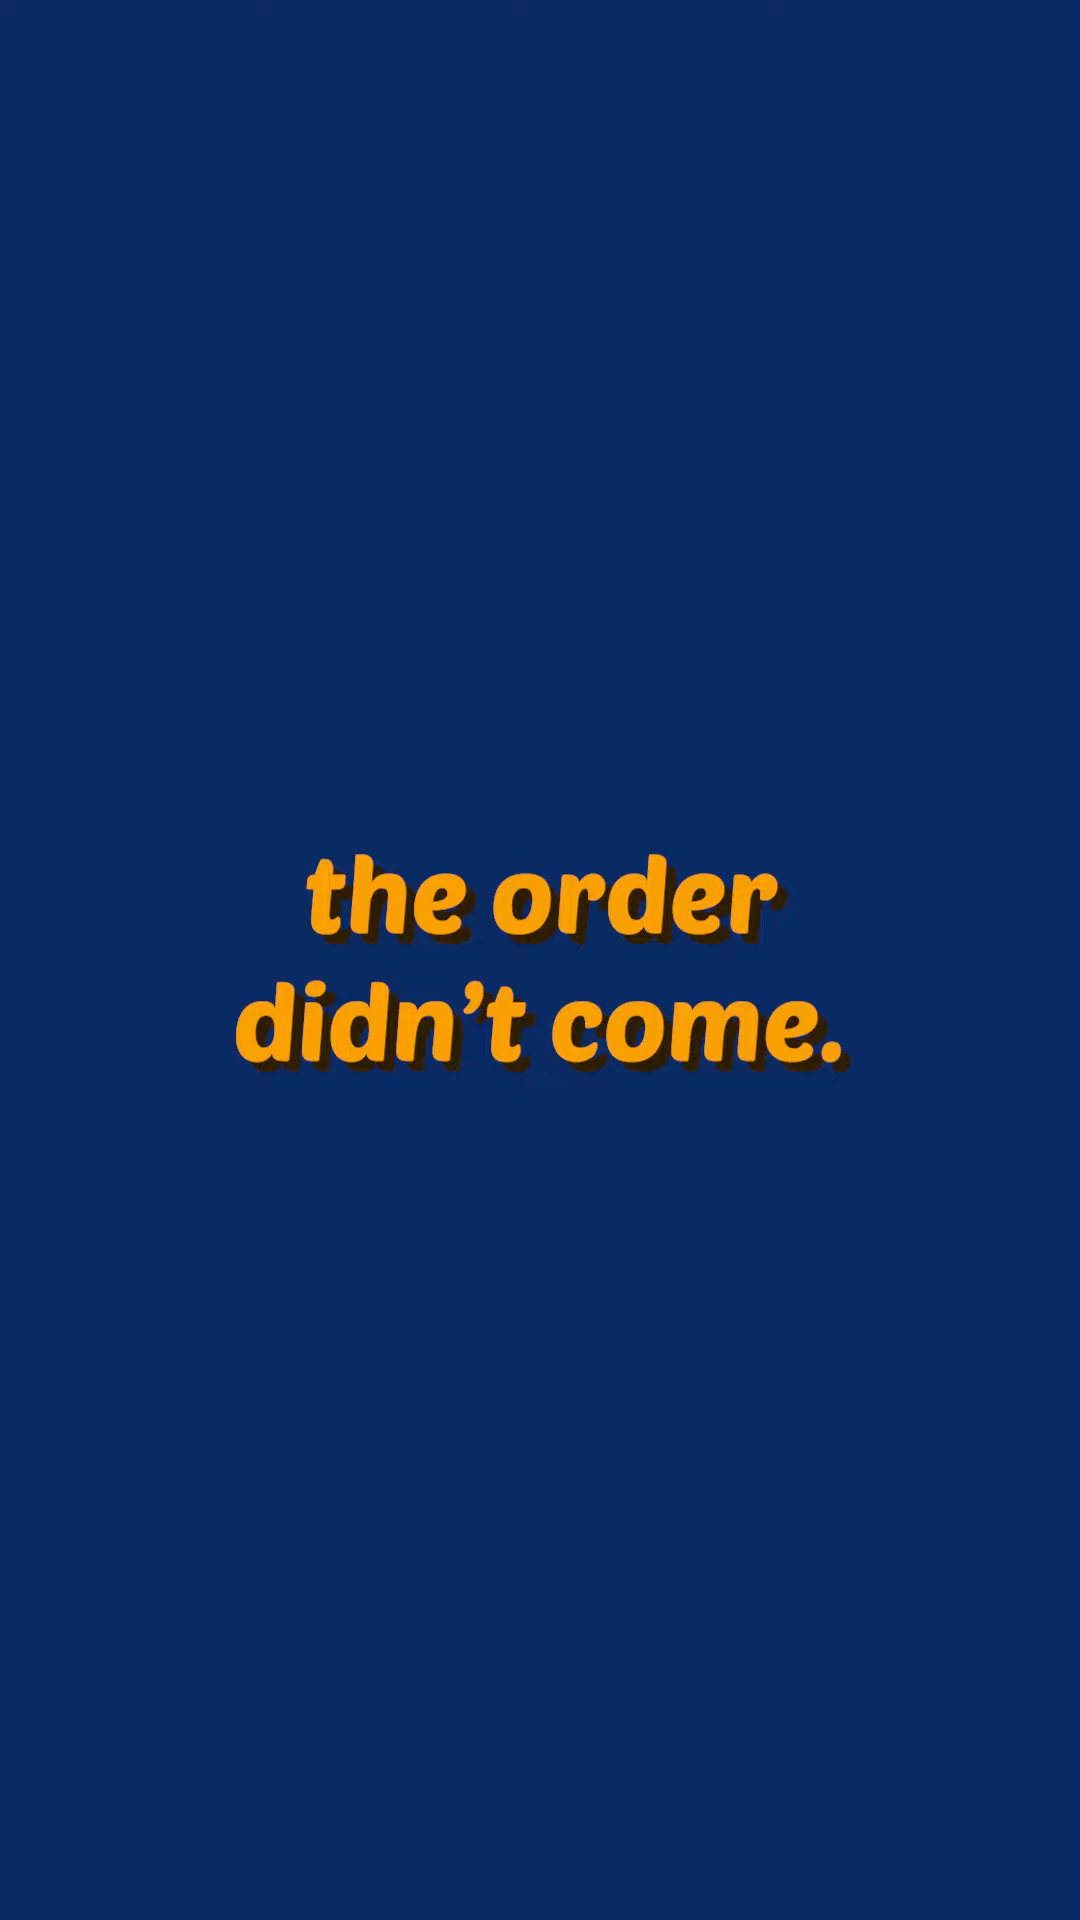 the order
didn’t come.